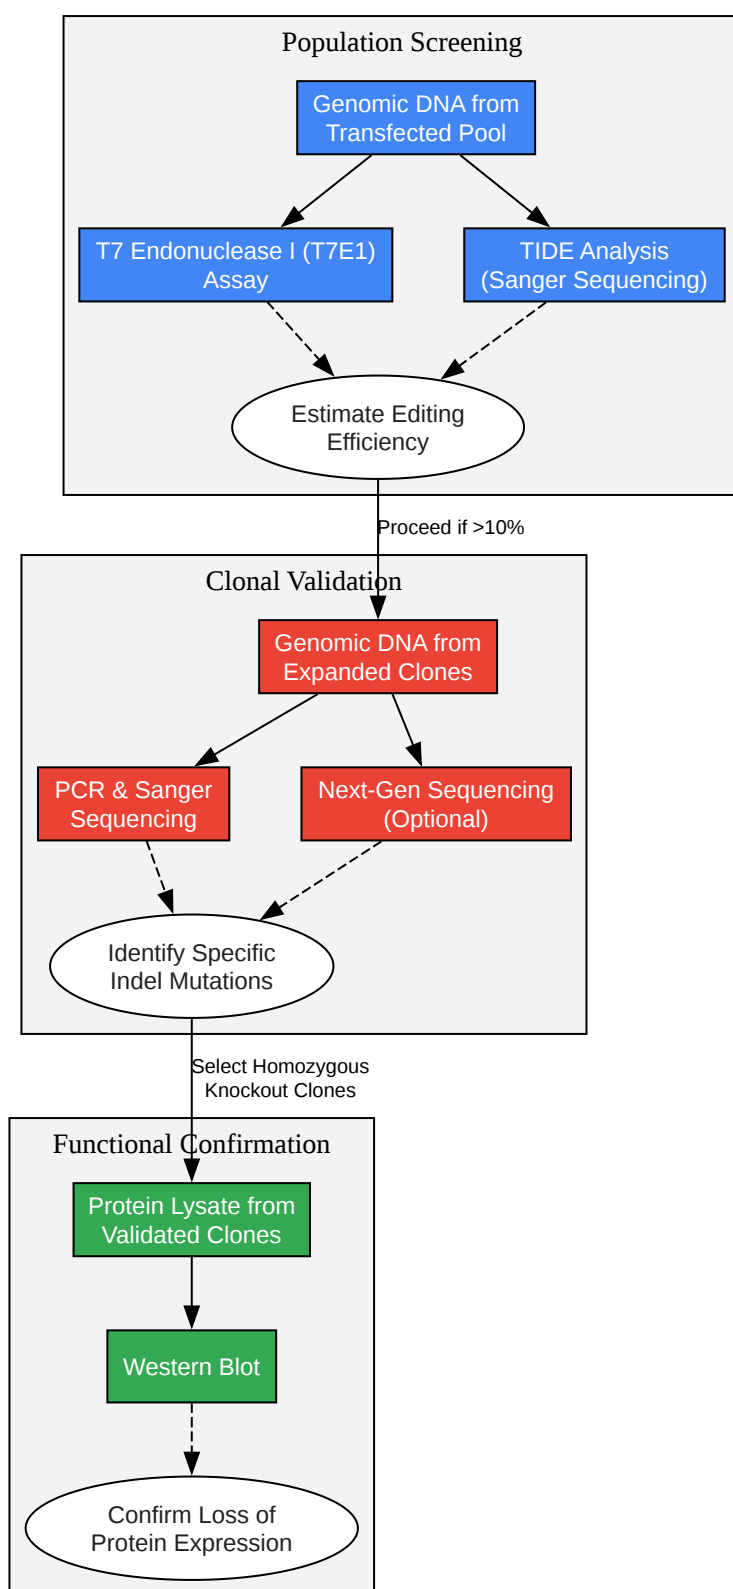 Population Screening
Genomic DNA from
Transfected Pool
T7 Endonuclease I (T7E1)
Assay
TIDE Analysis
(Sanger Sequencing)
Estimate Editing
Efficiency
Proceed if >10%
Clonal Validation
Genomic DNA from
Expanded Clones
PCR & Sanger
Sequencing
Next-Gen Sequencing
(Optional)
Identify Specific
Indel Mutations
Select Homozygous
Knockout Clones
Functional Confirmation
Protein Lysate from
Validated Clones
Western Blot
Confirm Loss of
Protein Expression